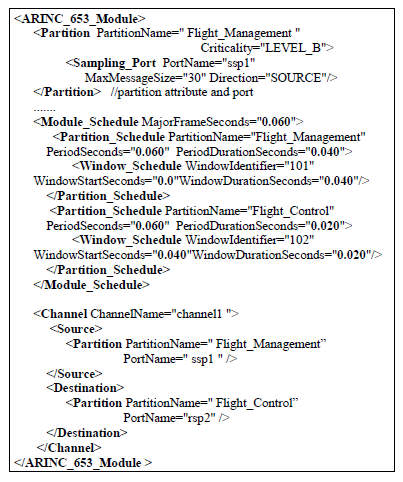 <ARINC_653_Module>
<Partition PartitionName=" Flight_Management "
Criticality="LEVEL_B">
<Sampling_Port PortName="ssp1"
MaxMessageSize="30" Direction="SOURCE"/>
</Partition> //partition attribute and port
.......
<Module_Schedule MajorFrameSeconds="0.060">
<Partition_Schedule PartitionName="Flight_Management"
PeriodSeconds="0.060" PeriodDurationSeconds="0.040">
<Window_Schedule WindowIdentifier="101"
WindowStartSeconds="0.0"WindowDurationSeconds="0.040"/>
</Partition_Schedule>
<Partition_Schedule PartitionName="Flight_Control"
PeriodSeconds="0.060" PeriodDurationSeconds="0.020">
<Window_Schedule WindowIdentifier="102"
WindowStartSeconds="0.040"WindowDurationSeconds="0.020"/>
</Partition_Schedule>
</Module_Schedule>
<Channel ChannelName="channel1 ">
<Source>
<Partition PartitionName=" Flight_Management”
PortName=" ssp1 " />
</Source>
<Destination>
<Partition PartitionName=" Flight_Control”
PortName="rsp2" />
</Destination>
</Channel>
</ARINC_653_Module >